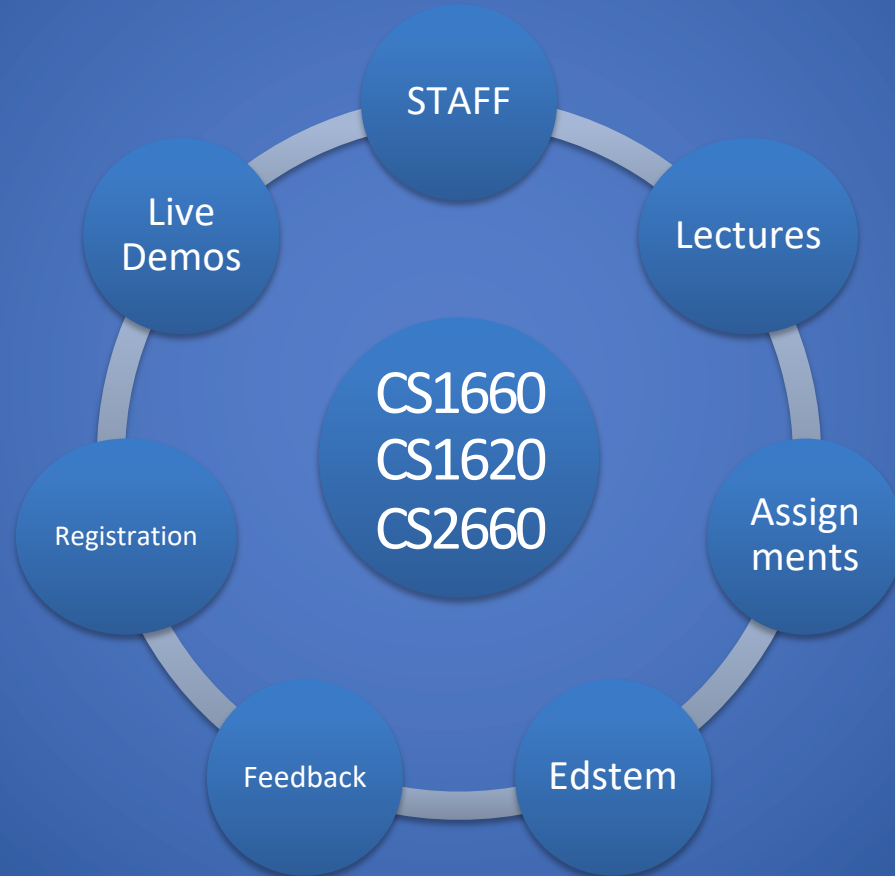 STAFF
Live
Demos
Lectures
CS1660
CS1620
CS2660
Assign
ments
Registration
Feedback
Edstem